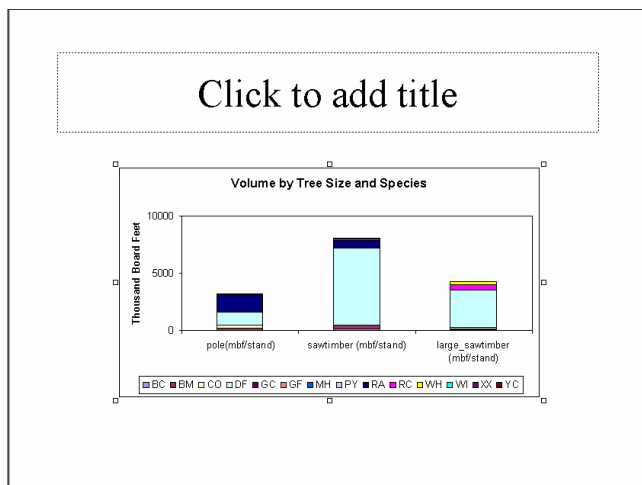 Click to add title
Volume by Tree Size and Species
Thousand Board Feet
10000
5000
0
pole(mbf/stand)
sawtimber (mbf/stand)
large_sawtimber
(mbf/stand)
BC BM CO DF GC GF MH PY RA RC WH WI XX YC